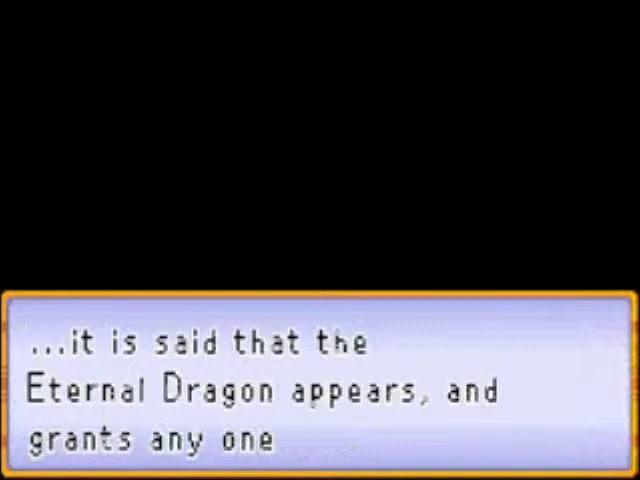 ...it is said that the
Eternal Dragon appears, and
grants any one